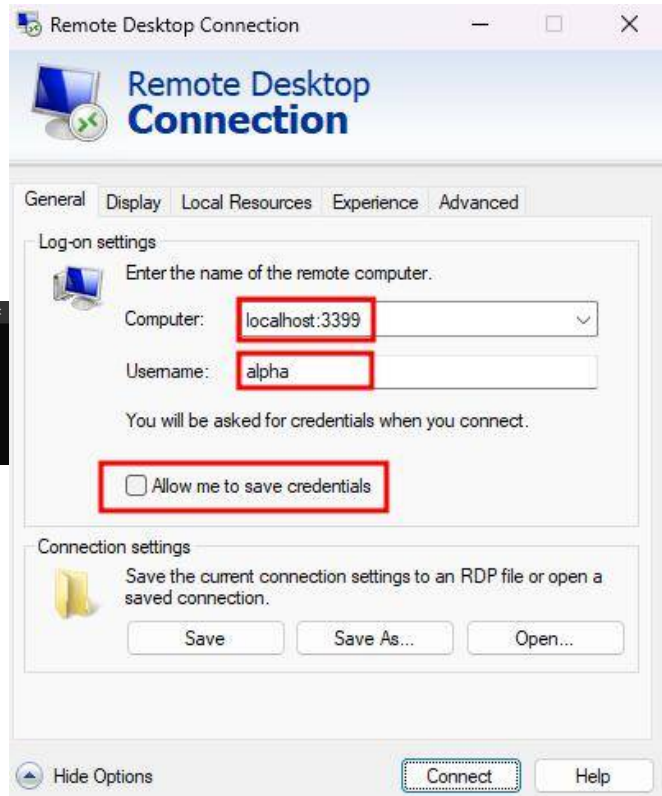 Remote Desktop Connection
Remote Desktop
Connection
General Display Local Resources Experience Advanced
Log-on settings
Enter the name of the remote computer.
Computer: localhost:3399
Username: alpha
You will be asked for credentials when you connect.
Allow me to save credentials
Connection settings
Save the current connection settings to an RDP file or open a
saved connection.
Save Save As... Open...
Hide Options Connect Help